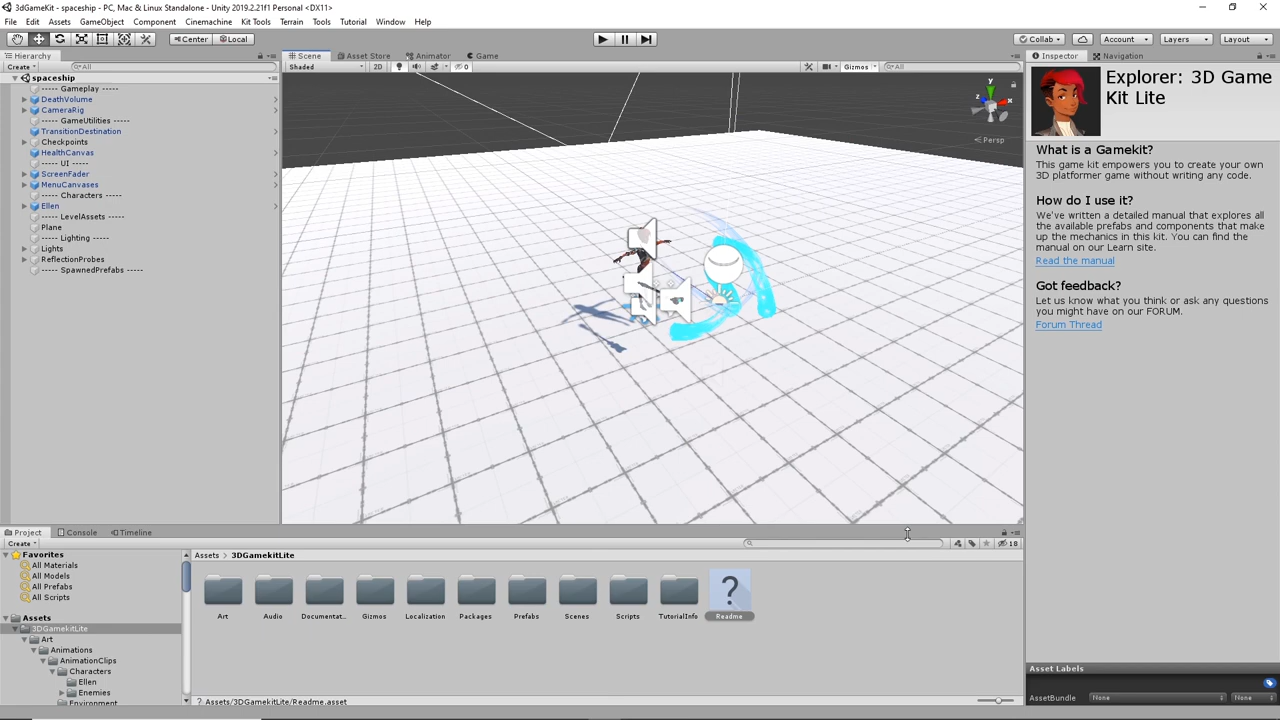 3dGameKit - spaceship - PC, Mac & Linux Standalone - Unity 2019.2.21f1 Personal <DX11>
File Edit Assets GameObject Component Cinemachine Kit Tools Terrain Tools Tutorial Window Help
Center Local Collab Account Layers Layout
Hierarchy
Create All
spaceship
----- Gameplay -----
DeathVolume
CameraRig
----- GameUtilities -----
TransitionDestination
Checkpoints
HealthCanvas
----- UI -----
ScreenFader
MenuCanvases
----- Characters -----
Ellen
----- LevelAssets -----
Plane
----- Lighting -----
Lights
ReflectionProbes
----- SpawnedPrefabs -----
Scene Asset Store Animator Game
Shaded 2D 0 Gizmos All
y
x
z
Persp
Inspector Navigation
Explorer: 3D Game
Kit Lite
What is a Gamekit?
This game kit empowers you to create your own
3D platformer game without writing any code.
How do I use it?
We've written a detailed manual that explores all
the available prefabs and components that make
up the mechanics in this kit. You can find the
manual on our Learn site.
Read the manual
Got feedback?
Let us know what you think or ask any questions
you might have on our FORUM.
Forum Thread
Project Console Timeline
Create 18
Favorites
All Materials
All Models
All Prefabs
All Scripts
Assets
3DGamekitLite
Art
Animations
AnimationClips
Characters
Ellen
Enemies
Environment
Assets > 3DGamekitLite
Art Audio Documentat... Gizmos Localization Packages Prefabs Scenes Scripts TutorialInfo Readme
Assets/3DGamekitLite/Readme.asset
Asset Labels
AssetBundle None None